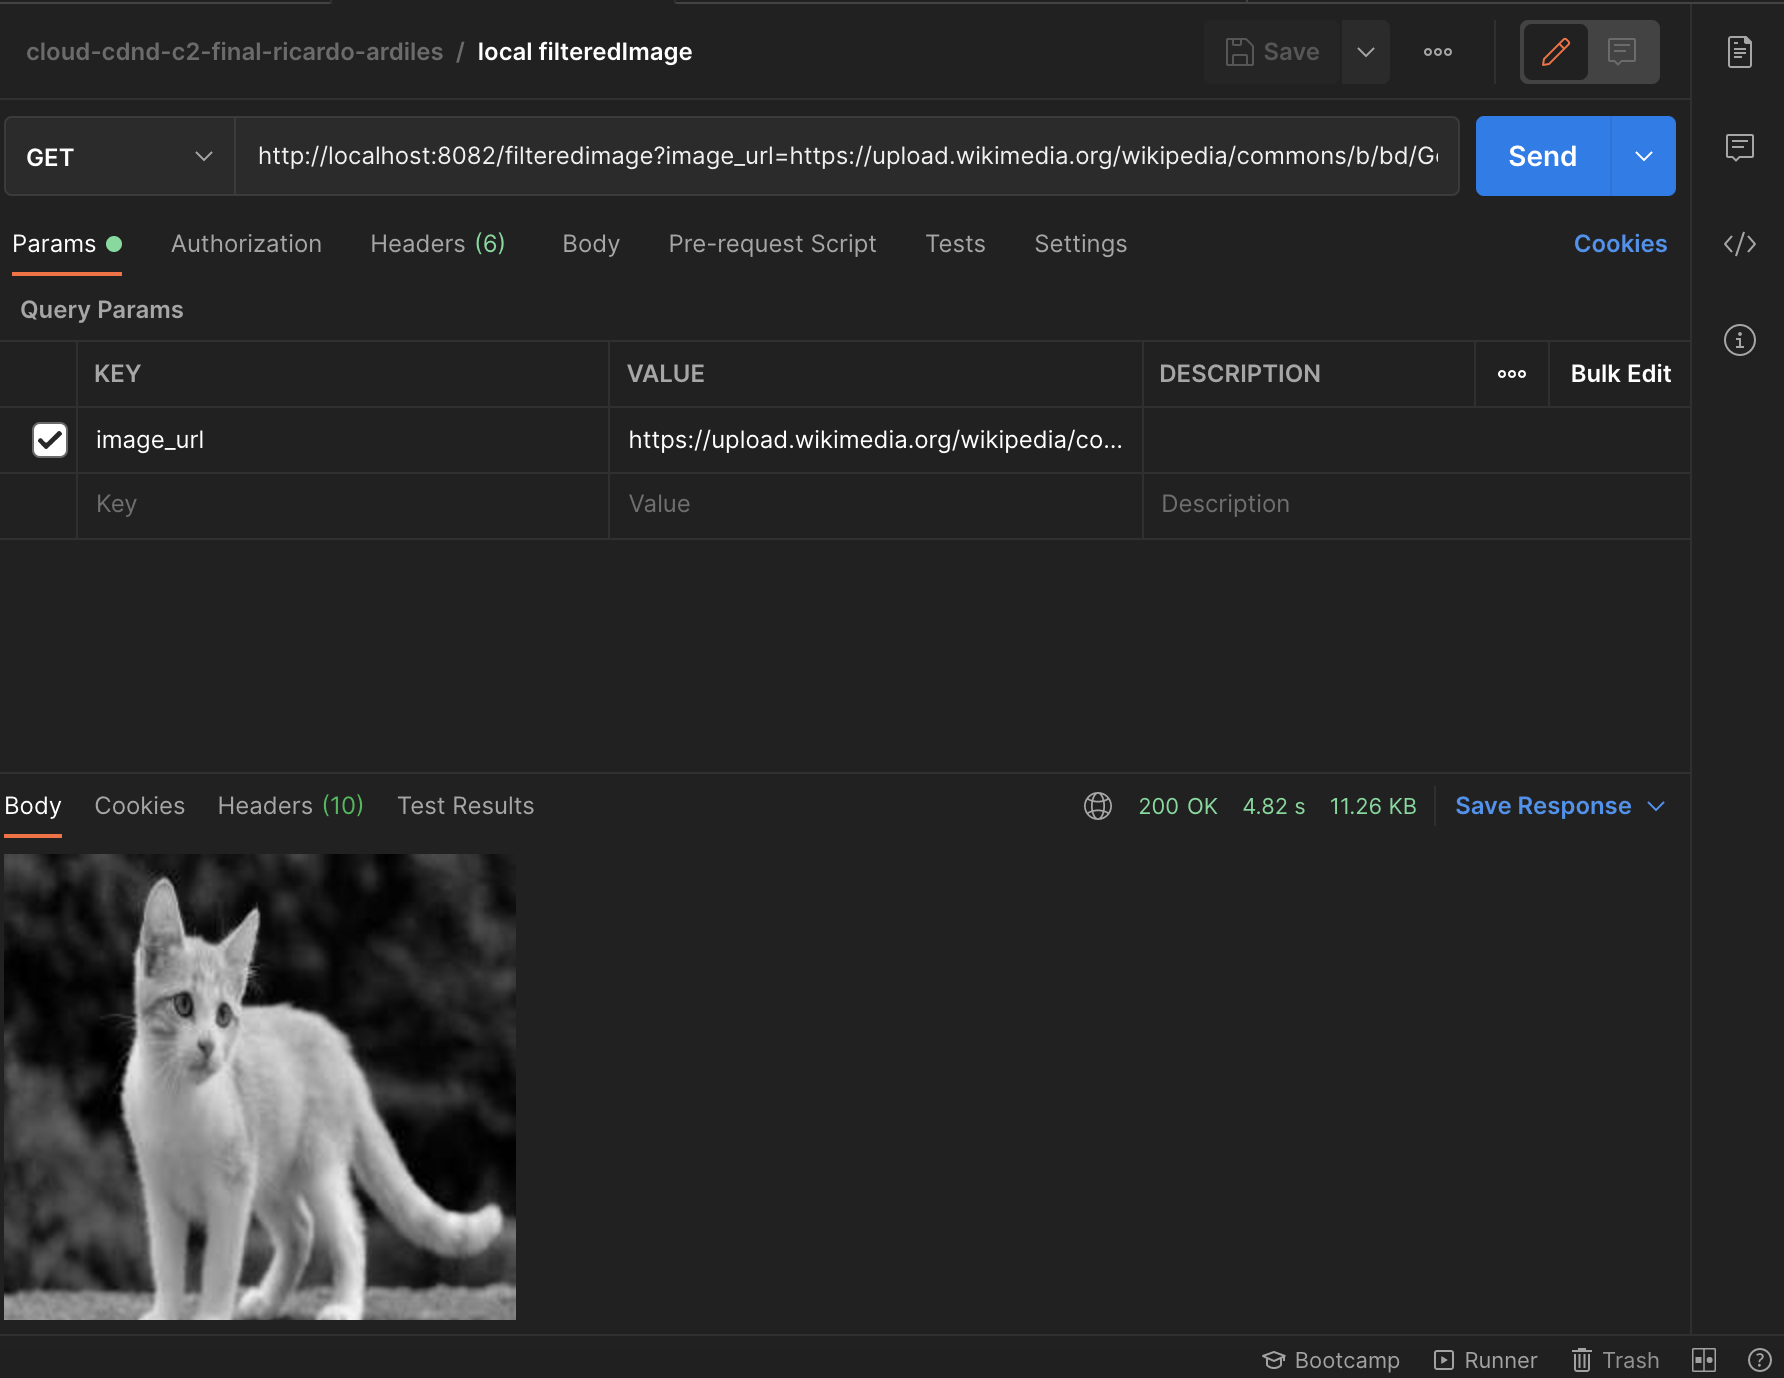 cloud-cdnd-c2-final-ricardo-ardiles / local filteredImage
Save
GET
http://localhost:8082/filteredimage?image_url=https://upload.wikimedia.org/wikipedia/commons/b/bd/G
Send
Params Authorization Headers (6) Body Pre-request Script Tests Settings Cookies
Query Params
KEY VALUE DESCRIPTION Bulk Edit
image_url https://upload.wikimedia.org/wikipedia/co...
Key Value Description
Body Cookies Headers (10) Test Results 200 OK 4.82 s 11.26 KB Save Response
Bootcamp Runner Trash